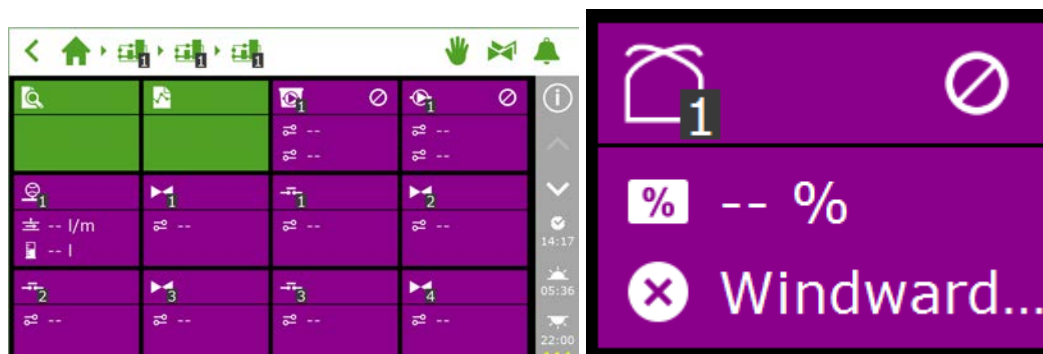 1 1 1
1 1
-- --
-- --
1 1 1 2
-- l/m -- -- --
-- l
14:17
2 3 3 4
05:36
-- -- -- --
22:00
1
% -- %
Windward...